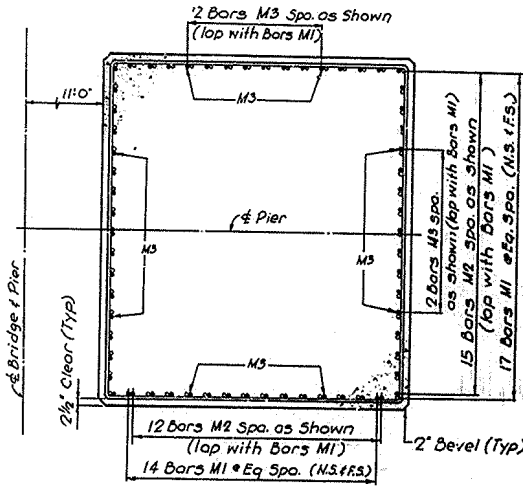 2 Bars M3 Spa. as Shown
(lap with Bars M1)
11'-0"
M3
M3
M3
M3
℄ Pier
℄ Bridge & Pier
2½" Clear (Typ)
2 Bars M3 Spa.
as shown (lap with Bars M1)
15 Bars M2 Spa. as Shown
(lap with Bars M1)
17 Bars M1 @ Eq. Spa. (N.S. & F.S.)
12 Bars M2 Spa. as Shown
(lap with Bars M1)
14 Bars M1 @ Eq Spa. (N.S. & F.S.)
2" Bevel (Typ)